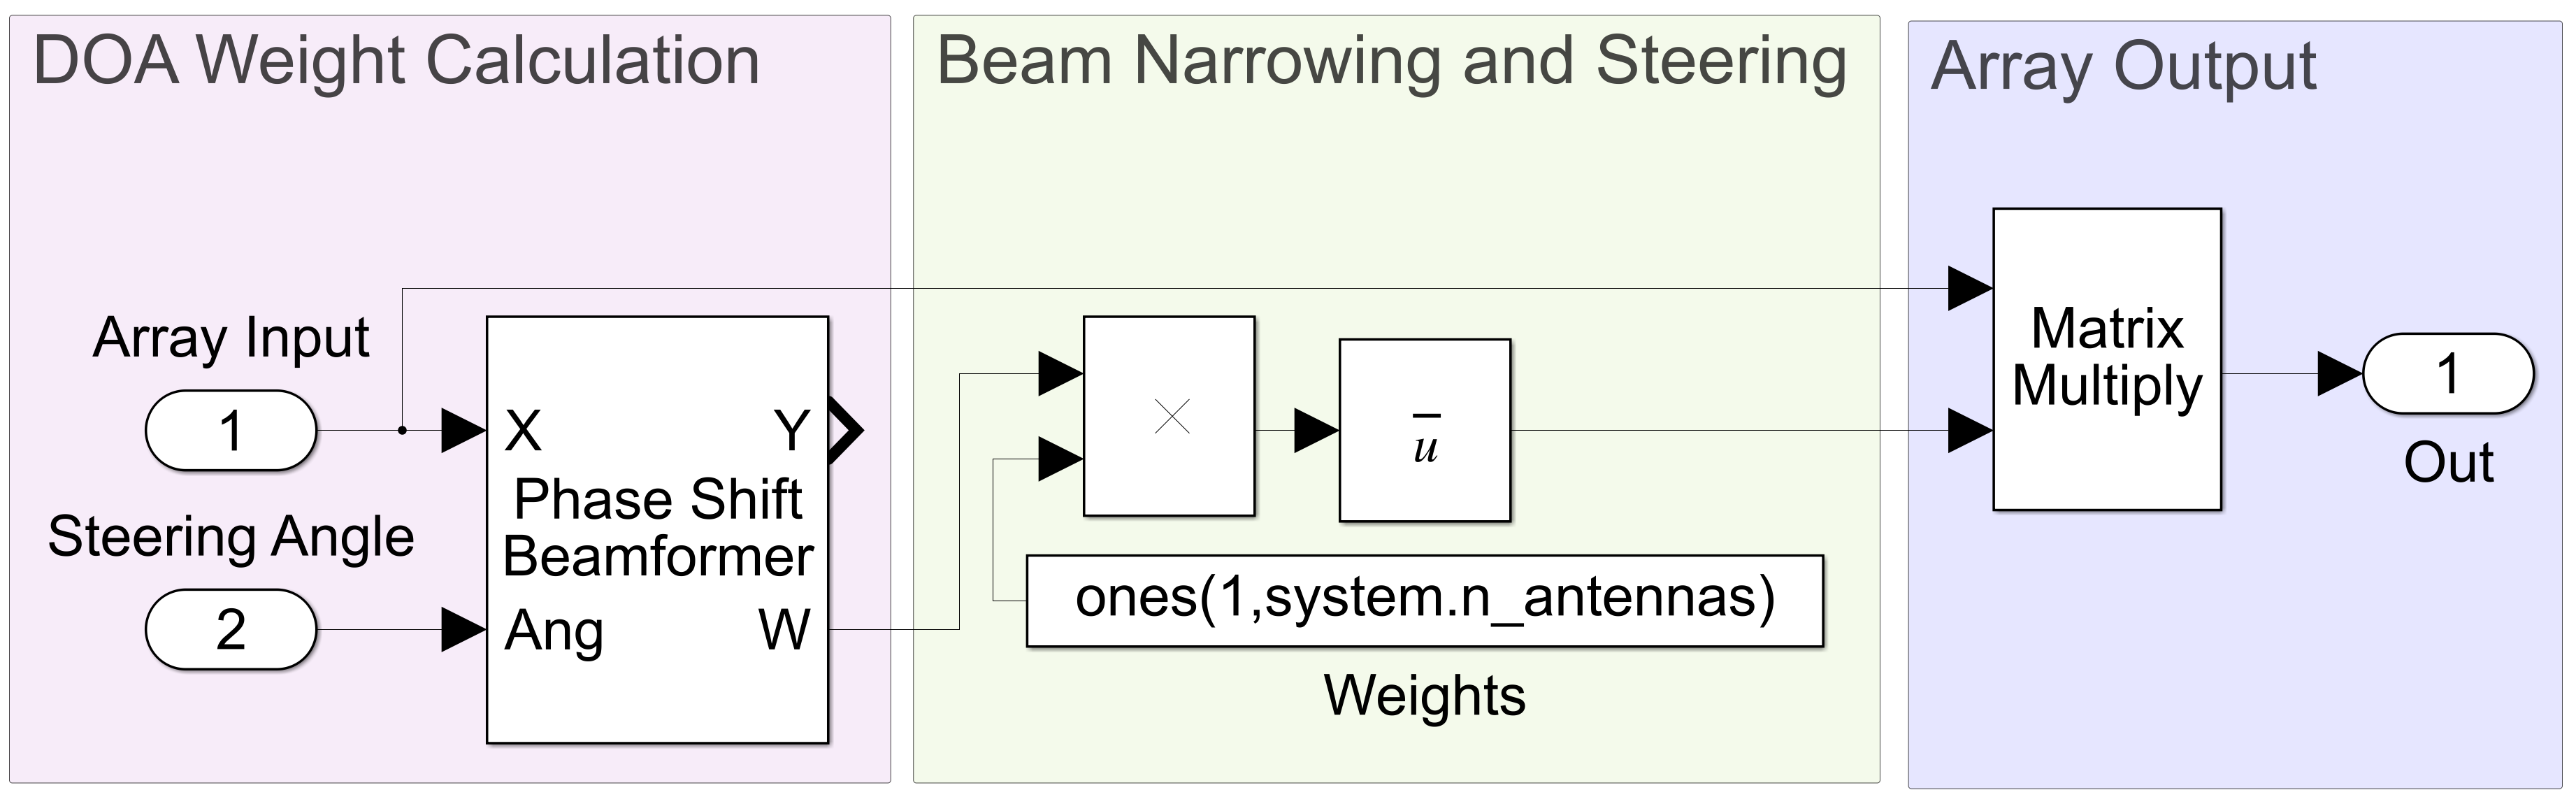 DOA Weight Calculation
Array Input
1
Steering Angle
2
X
Y
Phase Shift
Beamformer
Ang
W
Beam Narrowing and Steering
×
u
ones(1,system.n_antennas)
Weights
Array Output
Matrix
Multiply
1
Out